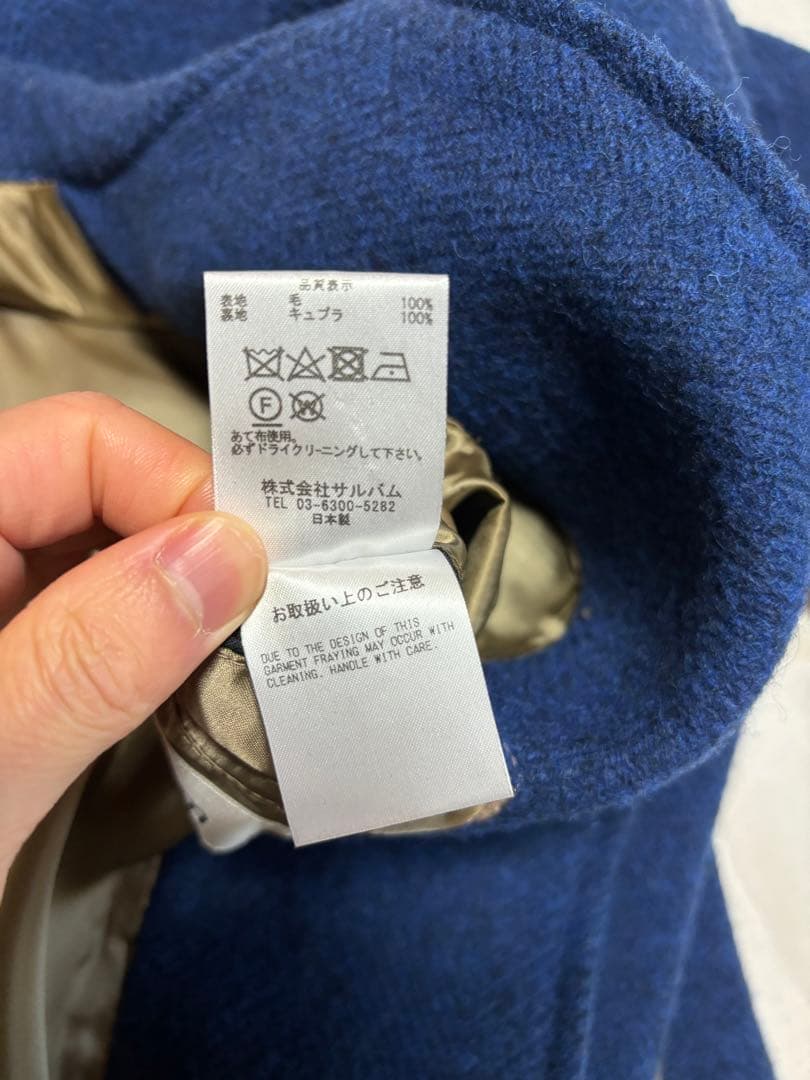 品質表示
表地 毛 100%
裏地 キュプラ 100%
F W
あて布使用。
必ずドライクリーニングして下さい。
株式会社サルバム
TEL 03-6300-5282
日本製
お取扱い上のご注意
DUE TO THE DESIGN OF THIS
GARMENT FRAYING MAY OCCUR WITH
CLEANING. HANDLE WITH CARE.